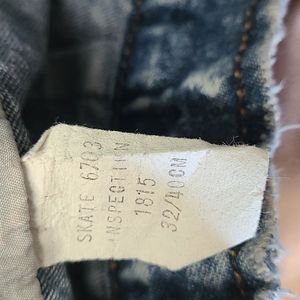 SKATE 6703
INSPECTION
1815
32/40CM